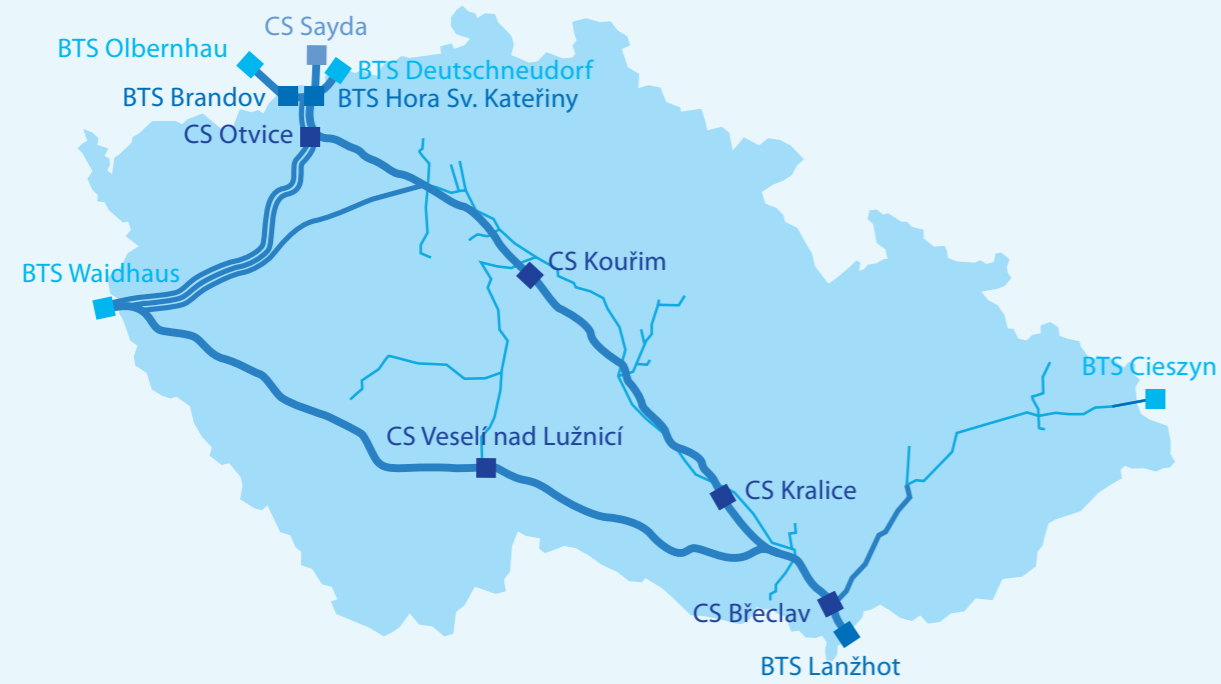 CS Sayda
BTS Olbernhau
BTS Deutschneudorf
BTS Brandov
BTS Hora Sv. Kateřiny
CS Otvice
CS Kouřim
BTS Waidhaus
BTS Cieszyn
CS Veselí nad Lužnicí
CS Kralice
CS Břeclav
BTS Lanžhot